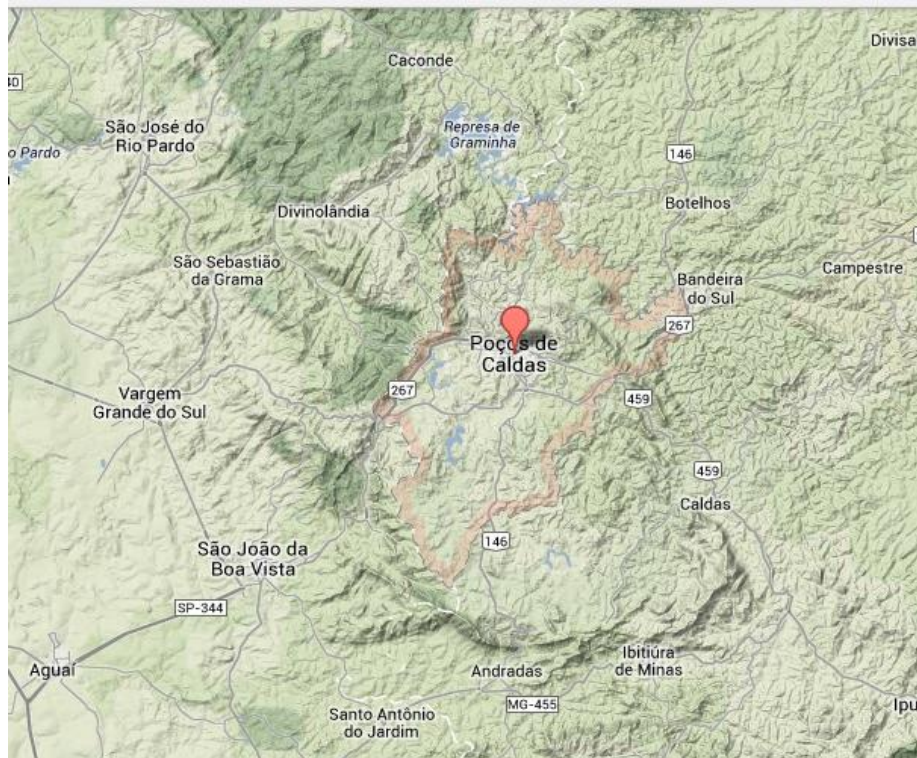 Divisa
Caconde
40
São José do
Rio Pardo
o Pardo
Represa de
Graminha
146
Botelhos
Divinolândia
São Sebastião
da Grama
Campestre
Bandeira
do Sul
267
Poços de
Caldas
267
Vargem
Grande do Sul
459
459
Caldas
146
São João da
Boa Vista
SP-344
Aguaí
Andradas
Ibitiúra
de Minas
MG-455
Santo Antônio
do Jardim
Ipu